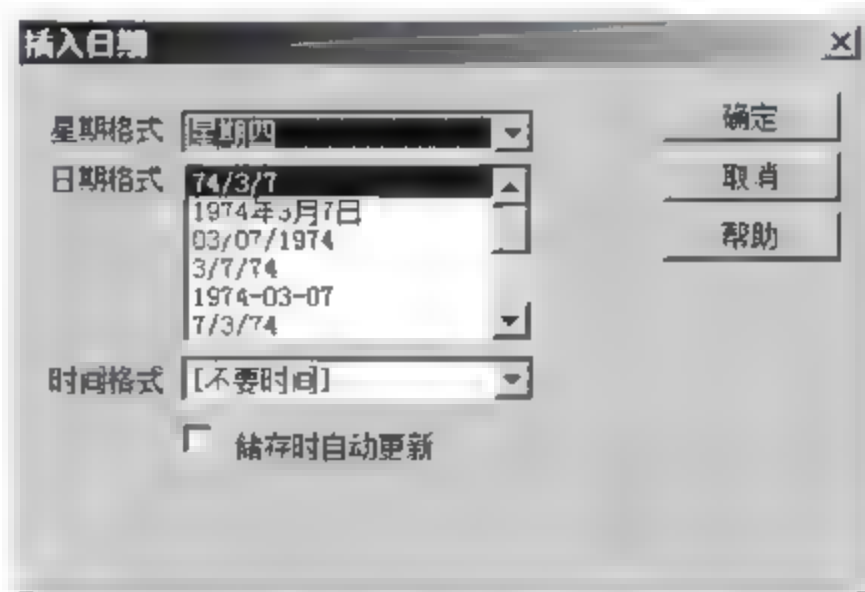 插入日期
星期格式 星期四
确定
日期格式 74/3/7
取消
1974年3月7日
03/07/1974
帮助
3/7/74
1974-03-07
7/3/74
时间格式 [不要时间]
储存时自动更新